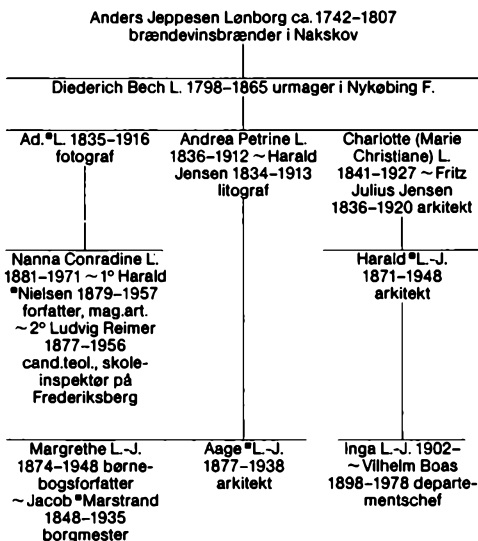 Anders Jeppesen Lønborg ca. 1742–1807
brændevinsbrænder i Nakskov
Diederich Bech L. 1798–1865 urmager i Nykøbing F.
Ad.*L. 1835-1916
fotograf
Andrea Petrine L.
1836-1912 ~ Harald
Jensen 1834-1913
litograf
Charlotte (Marie
Christiane) L.
1841-1927 ~ Fritz
Julius Jensen
1836-1920 arkitekt
Nanna Conradine L.
1881-1971 ~ 1° Harald
*Nielsen 1879-1957
forfatter, mag.art.
~ 2° Ludvig Reimer
1877-1956
cand.teol., skole-
inspektør på
Frederiksberg
Harald *L.-J.
1871-1948
arkitekt
Margrethe L.-J.
1874-1948 børne-
bogsforfatter
~ Jacob *Marstrand
1848-1935
borgmester
Aage *L.-J.
1877-1938
arkitekt
Inga L.-J. 1902–
~ Vilhelm Boas
1898-1978 departe-
mentschef